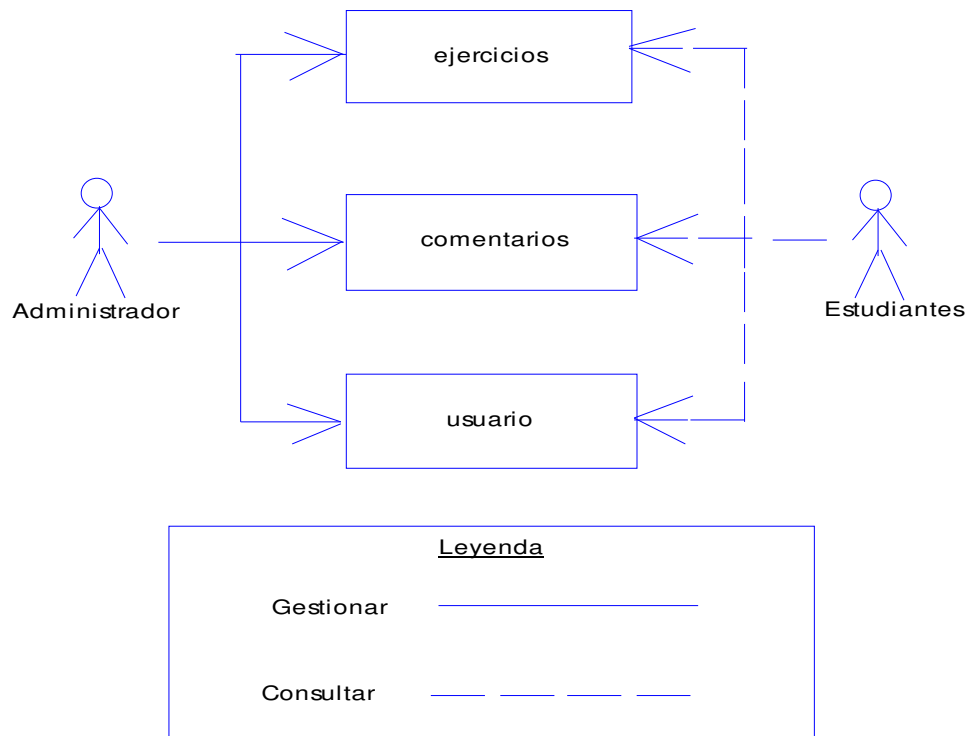 ejercicios
comentarios
Administrador
Estudiantes
usuario
Leyenda
Gestionar
Consultar